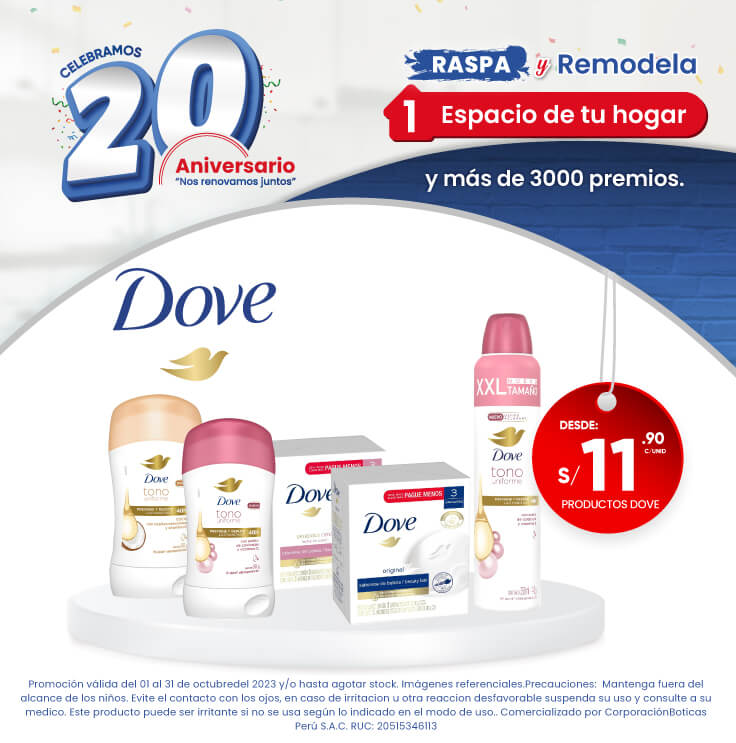 CELEBRAMOS
20
Aniversario
"Nos renovamos juntos"
RASPA y Remodela
1 Espacio de tu hogar
y más de 3000 premios.
Dove
XXL
TAMAÑO
DESDE:
S/ 11.90
C/UNID
PRODUCTOS DOVE
Dove
tono
uniforme
48H
Dove
tono
uniforme
48H
PAGUE MENOS
3
Dove
PAGUE MENOS
3
Dove
original
Dove
tono
uniforme
Promoción válida del 01 al 31 de octubredel 2023 y/o hasta agotar stock. Imágenes referenciales.Precauciones: Mantenga fuera del
alcance de los niños. Evite el contacto con los ojos, en caso de irritacion u otra reaccion desfavorable suspenda su uso y consulte a su
medico. Este producto puede ser irritante si no se usa según lo indicado en el modo de uso.. Comercializado por CorporaciónBoticas
Perú S.A.C. RUC: 20515346113